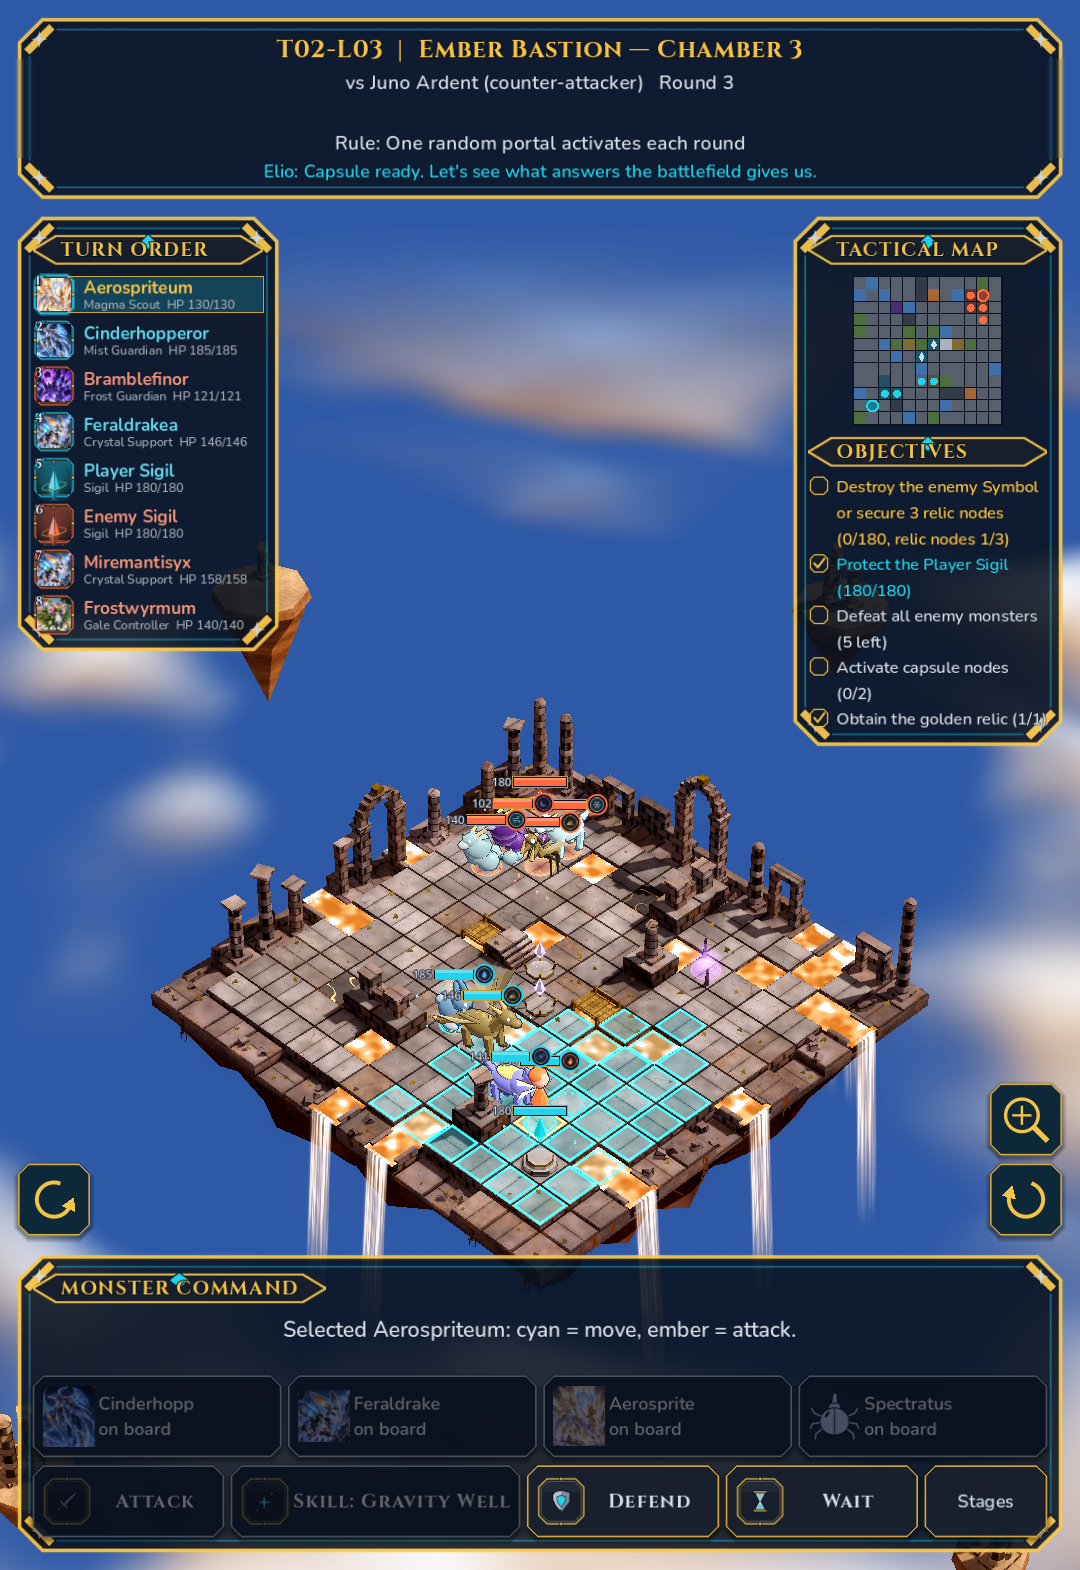 T02-L03 | Ember Bastion — Chamber 3
vs Juno Ardent (counter-attacker) Round 3
Rule: One random portal activates each round
Elio: Capsule ready. Let's see what answers the battlefield gives us.
Turn Order
1
Aerospriteum
Magma Scout HP 130/130
2
Cinderhopperor
Mist Guardian HP 185/185
3
Bramblefinor
Frost Guardian HP 121/121
4
Feraldrakea
Crystal Support HP 146/146
5
Player Sigil
Sigil HP 180/180
6
Enemy Sigil
Sigil HP 180/180
7
Miremantisyx
Crystal Support HP 158/158
8
Frostwyrmum
Gale Controller HP 140/140
Tactical Map
Objectives
Destroy the enemy Symbol
or secure 3 relic nodes
(0/180, relic nodes 1/3)
Protect the Player Sigil
(180/180)
Defeat all enemy monsters
(5 left)
Activate capsule nodes
(0/2)
Obtain the golden relic (1/1)
180
102
140
185
146
180
Monster Command
Selected Aerospriteum: cyan = move, ember = attack.
Cinderhopp
on board
Feraldrake
on board
Aerosprite
on board
Spectratus
on board
Attack
Skill: Gravity Well
Defend
Wait
Stages